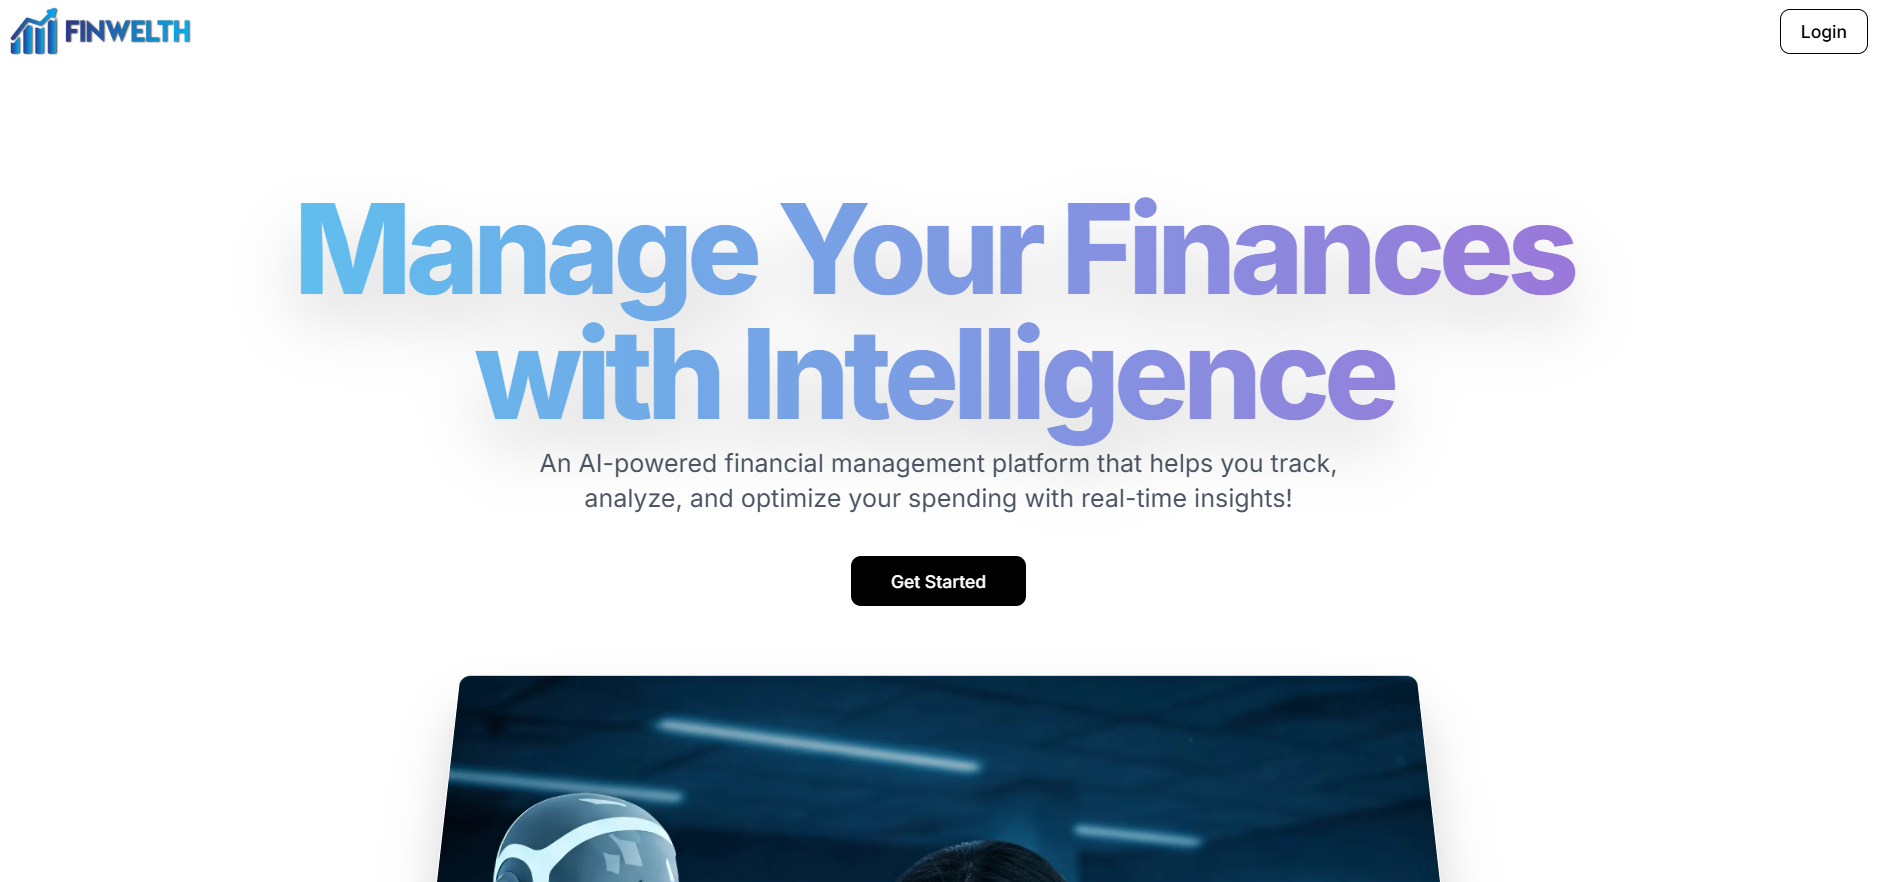 FINWELTH
Login
Manage Your Finances
with Intelligence
An AI-powered financial management platform that helps you track,
analyze, and optimize your spending with real-time insights!
Get Started